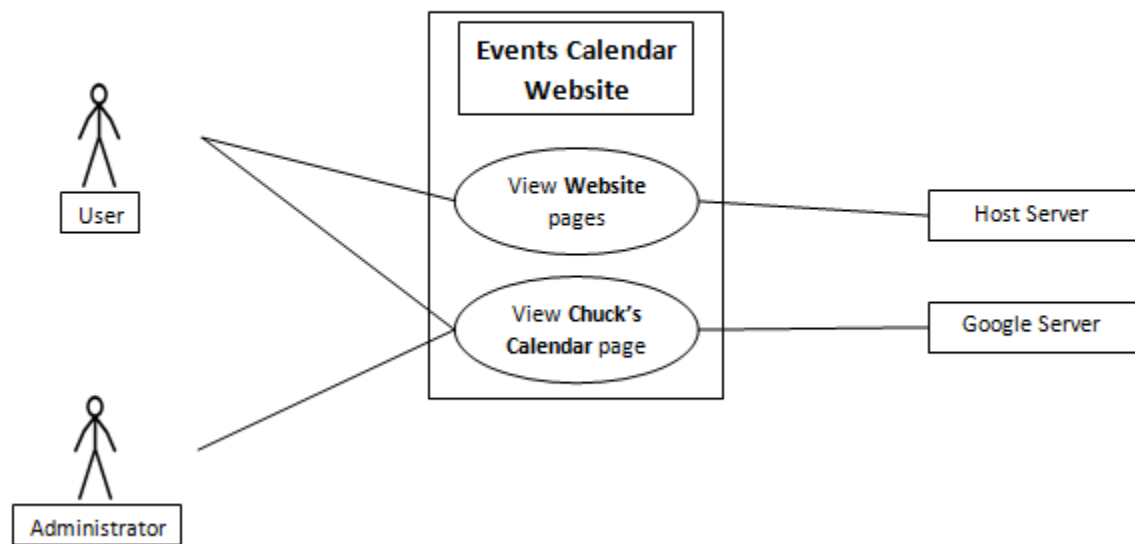 Events Calendar
Website
User
View Website
pages
Host Server
View Chuck’s
Calendar page
Google Server
Administrator